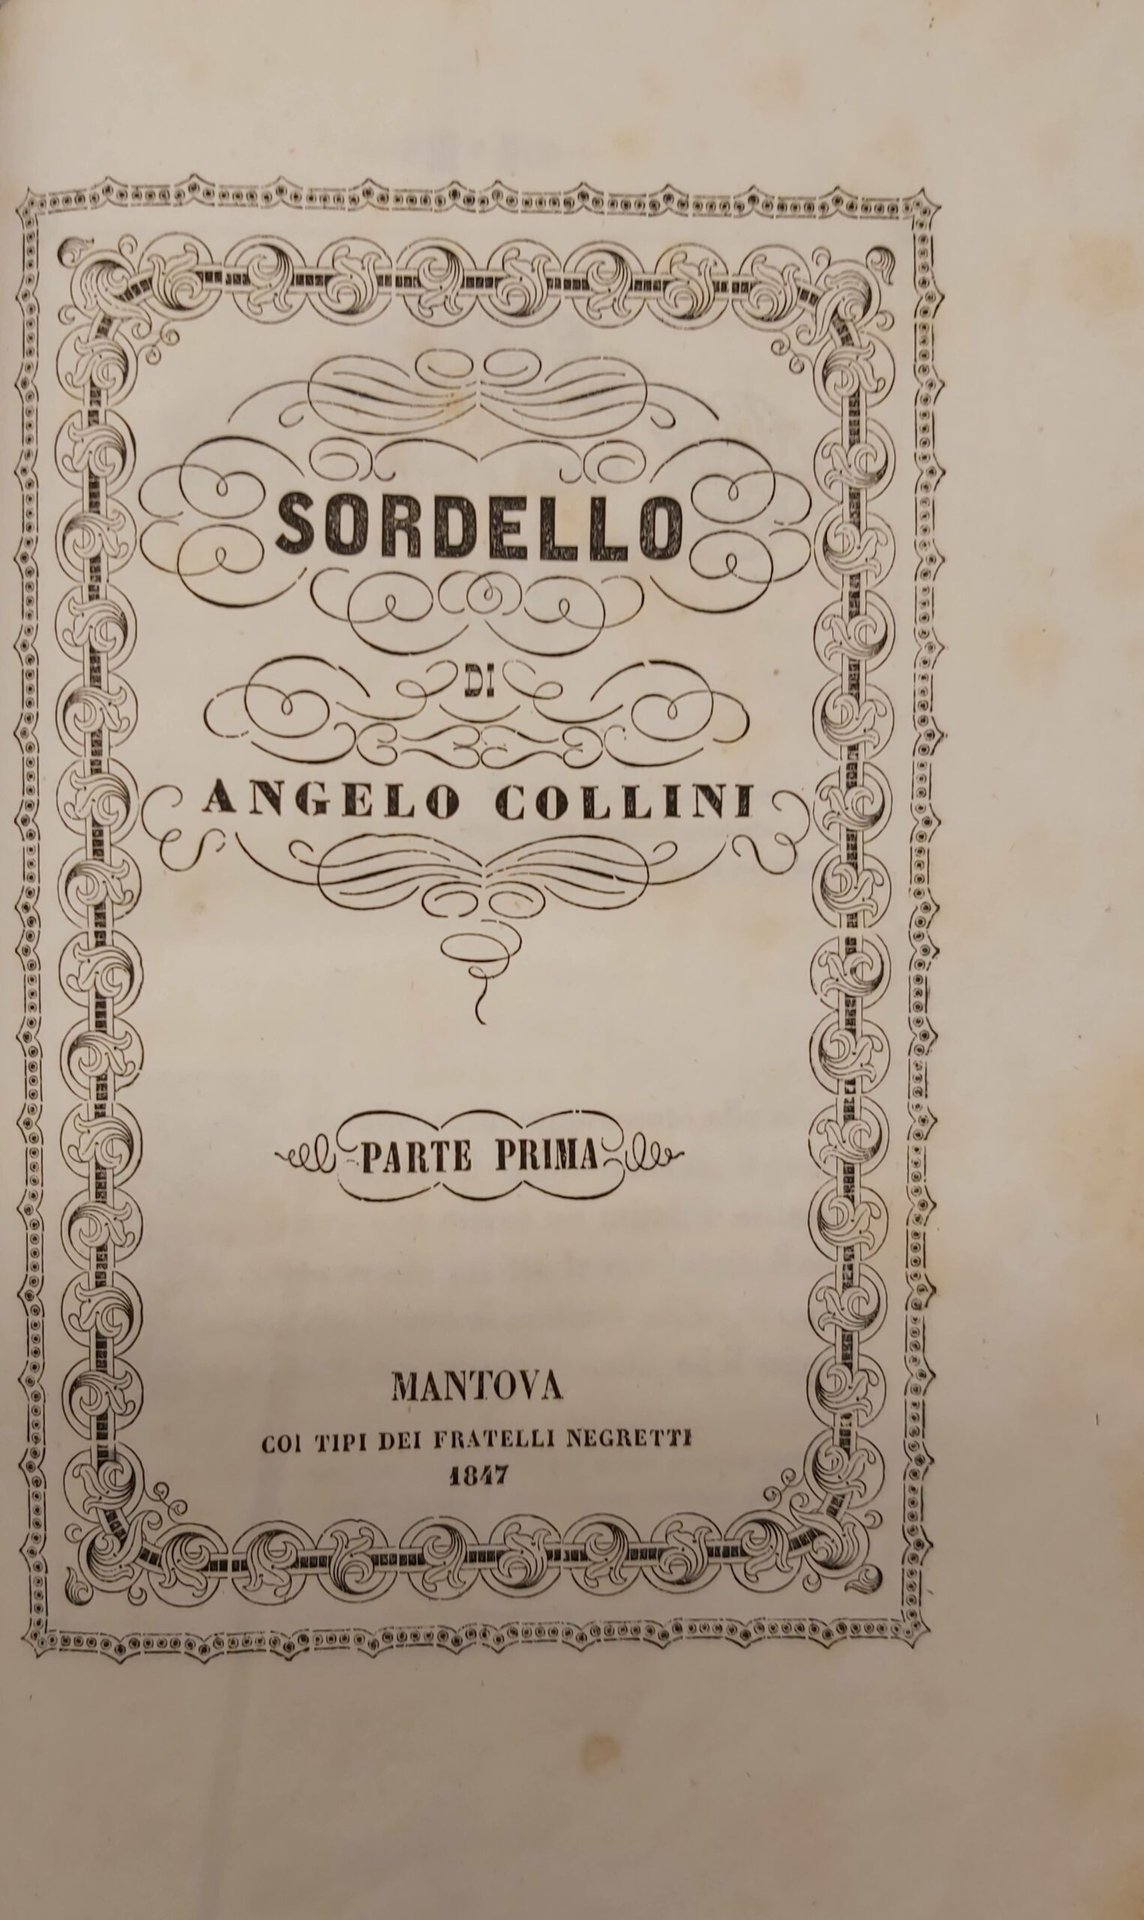 SORDELLO
DI
ANGELO COLLINI
PARTE PRIMA
MANTOVA
COI TIPI DEI FRATELLI NEGRETTI
1847